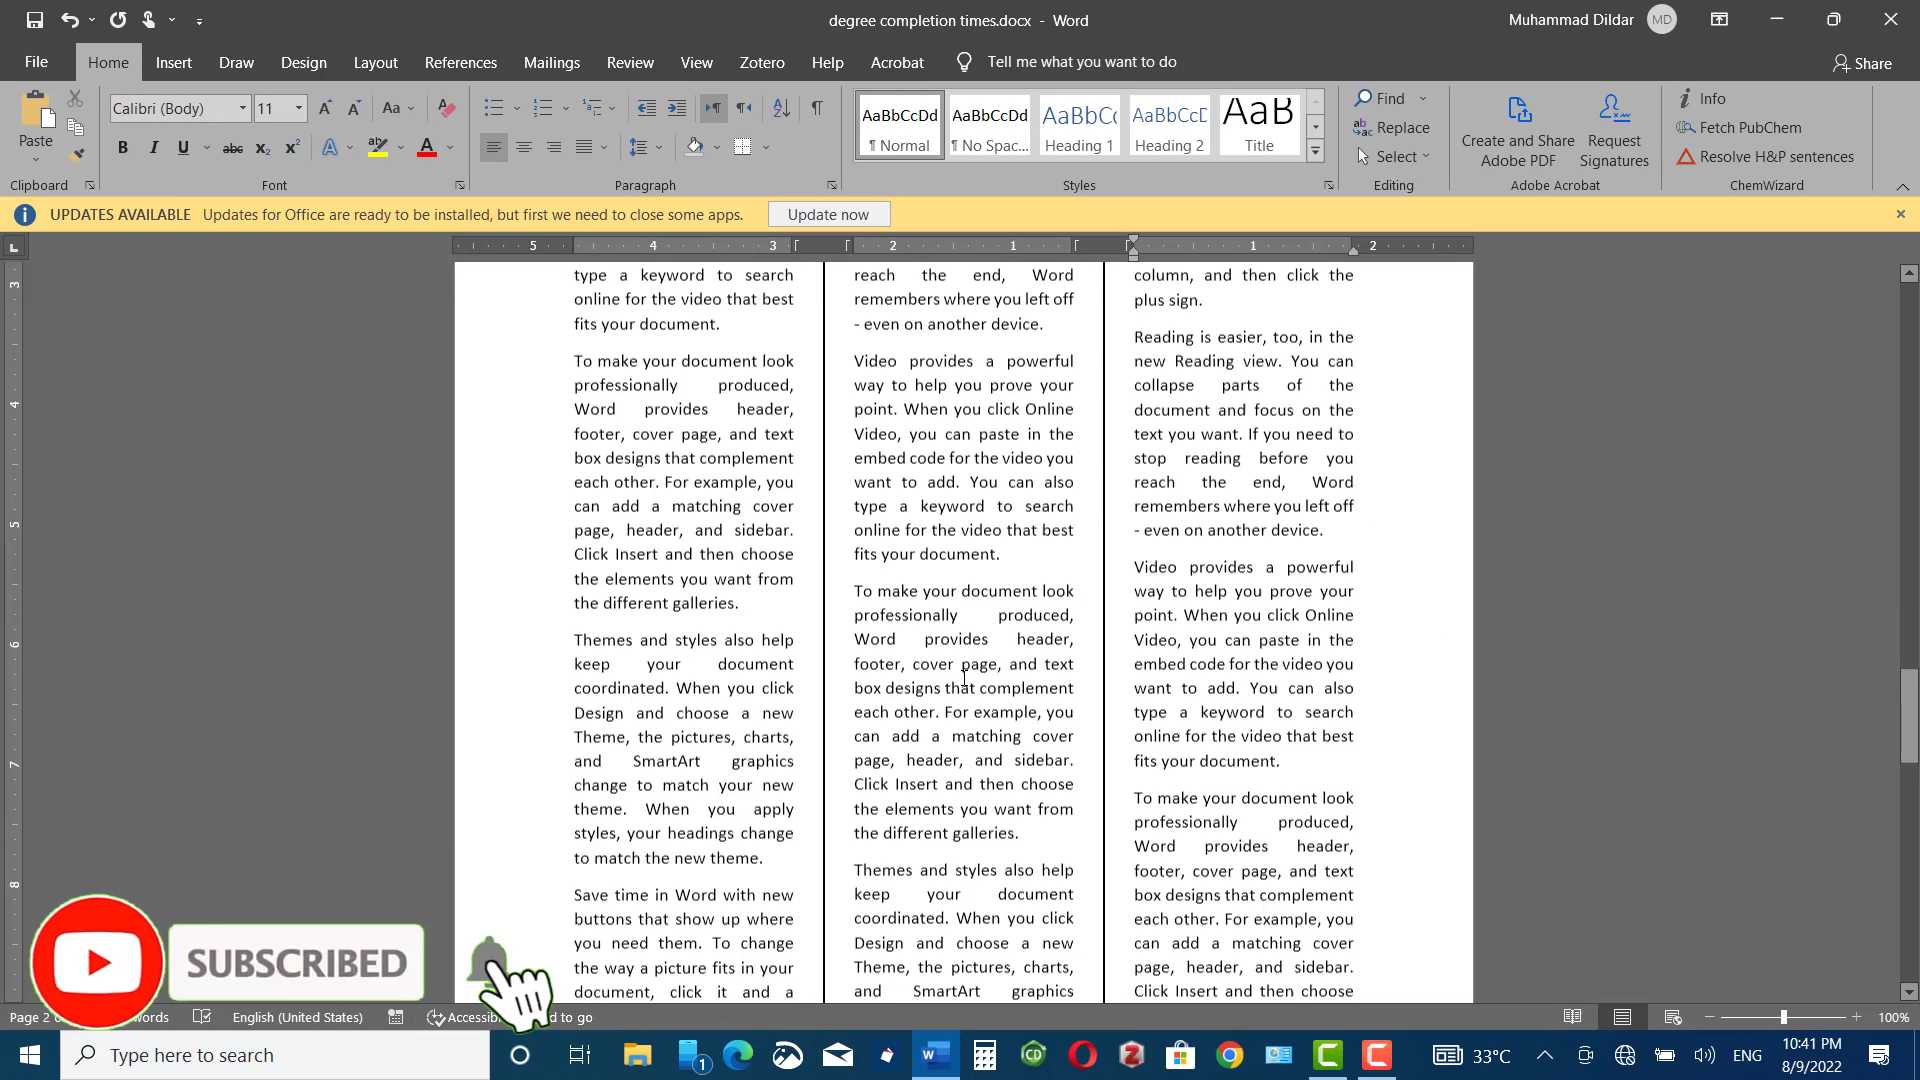 degree completion times.docx - Word
Muhammad Dildar MD
File Home Insert Draw Design Layout References Mailings Review View Zotero Help Acrobat Tell me what you want to do Share
Paste
Clipboard
Calibri (Body) 11
Font
Paragraph
AaBbCcDd AaBbCcDd AaBbCc AaBbCcD AaB
¶ Normal ¶ No Spac... Heading 1 Heading 2 Title
Styles
Find
Replace
Select
Editing
Create and Share Adobe PDF
Request Signatures
Adobe Acrobat
Info
Fetch PubChem
Resolve H&P sentences
ChemWizard
UPDATES AVAILABLE Updates for Office are ready to be installed, but first we need to close some apps. Update now
5 4 3 2 1 1 2
3
4
5
6
7
8
type a keyword to search
online for the video that best
fits your document.
To make your document look
professionally produced,
Word provides header,
footer, cover page, and text
box designs that complement
each other. For example, you
can add a matching cover
page, header, and sidebar.
Click Insert and then choose
the elements you want from
the different galleries.
Themes and styles also help
keep your document
coordinated. When you click
Design and choose a new
Theme, the pictures, charts,
and SmartArt graphics
change to match your new
theme. When you apply
styles, your headings change
to match the new theme.
Save time in Word with new
buttons that show up where
you need them. To change
the way a picture fits in your
document, click it and a
reach the end, Word
remembers where you left off
- even on another device.
Video provides a powerful
way to help you prove your
point. When you click Online
Video, you can paste in the
embed code for the video you
want to add. You can also
type a keyword to search
online for the video that best
fits your document.
To make your document look
professionally produced,
Word provides header,
footer, cover page, and text
box designs that complement
each other. For example, you
can add a matching cover
page, header, and sidebar.
Click Insert and then choose
the elements you want from
the different galleries.
Themes and styles also help
keep your document
coordinated. When you click
Design and choose a new
Theme, the pictures, charts,
and SmartArt graphics
column, and then click the
plus sign.
Reading is easier, too, in the
new Reading view. You can
collapse parts of the
document and focus on the
text you want. If you need to
stop reading before you
reach the end, Word
remembers where you left off
- even on another device.
Video provides a powerful
way to help you prove your
point. When you click Online
Video, you can paste in the
embed code for the video you
want to add. You can also
type a keyword to search
online for the video that best
fits your document.
To make your document look
professionally produced,
Word provides header,
footer, cover page, and text
box designs that complement
each other. For example, you
can add a matching cover
page, header, and sidebar.
Click Insert and then choose
SUBSCRIBED
Page 2 words English (United States) to go 100%
Type here to search
1
33°C
ENG
10:41 PM
8/9/2022